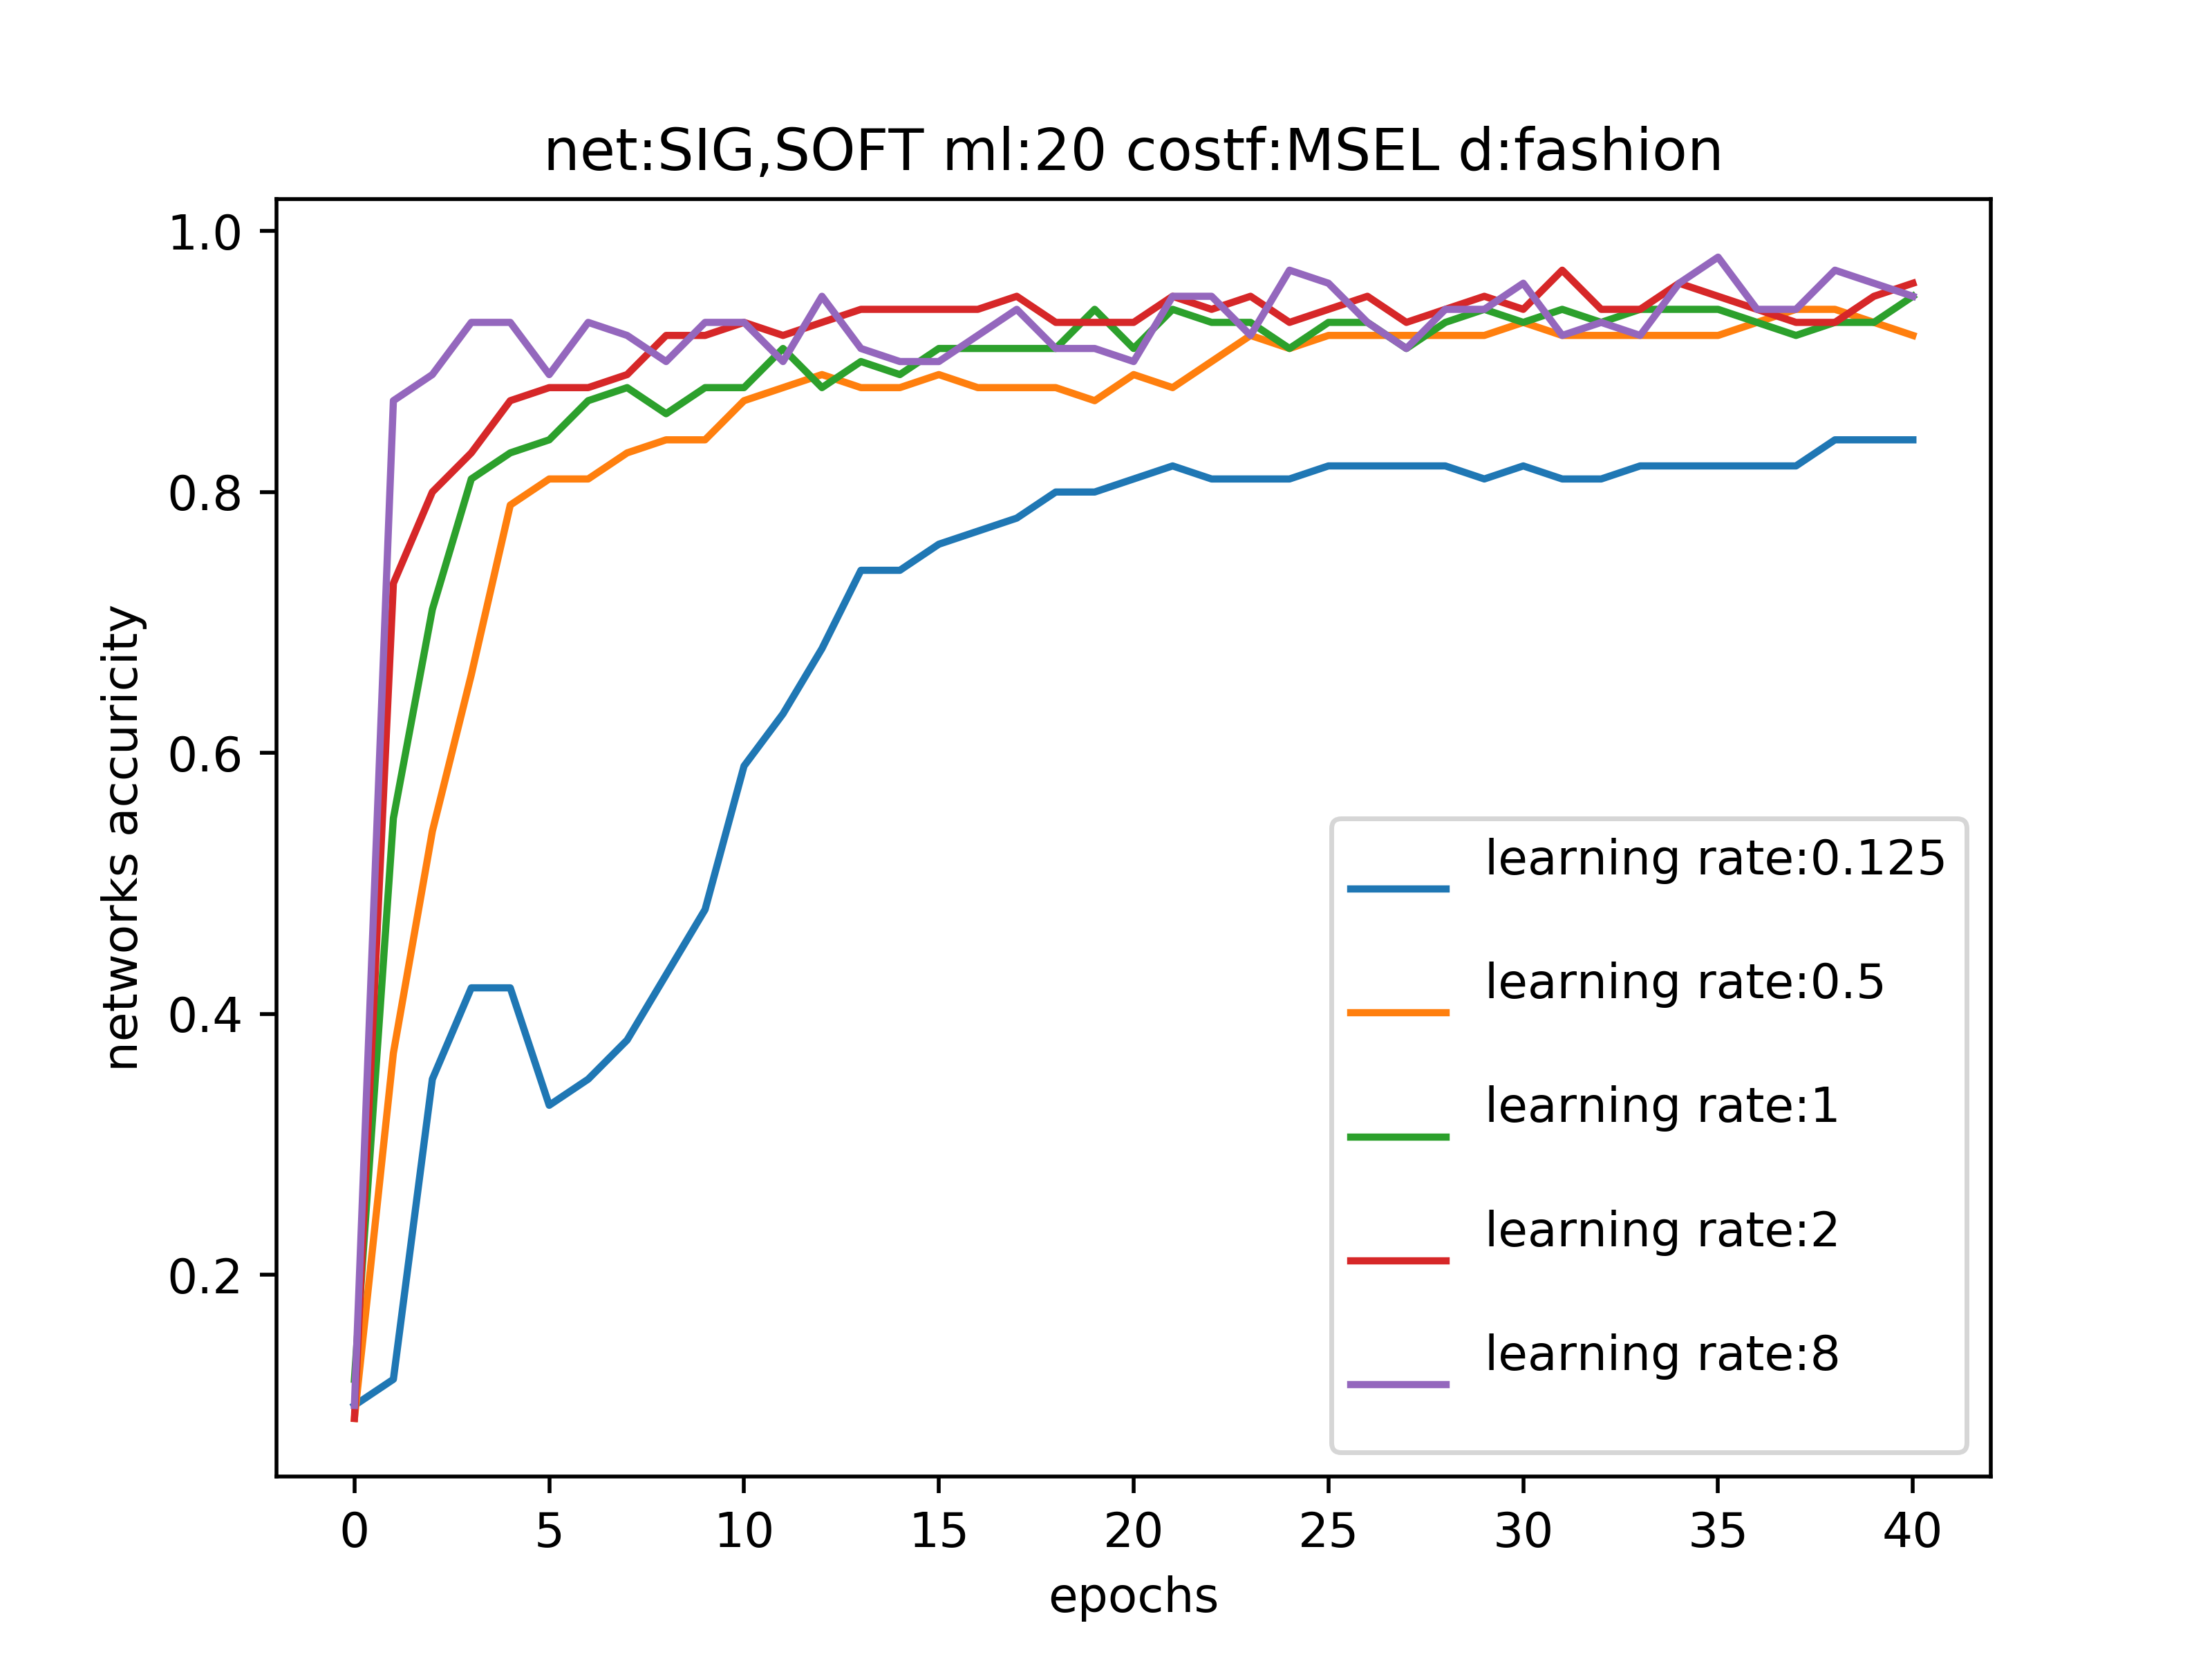 net:SIG,SOFT ml:20 costf:MSEL d:fashion
networks accuricity
1.0
0.8
0.6
0.4
0.2
learning rate:0.125
learning rate:0.5
learning rate:1
learning rate:2
learning rate:8
0 5 10 15 20 25 30 35 40
epochs